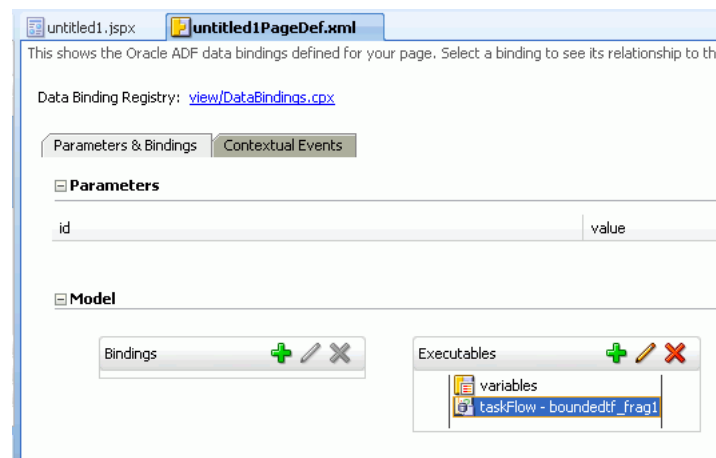 untitled1.jspx untitled1PageDef.xml
This shows the Oracle ADF data bindings defined for your page. Select a binding to see its relationship to th
Data Binding Registry: view/DataBindings.cpx
Parameters & Bindings Contextual Events
Parameters
id value
Model
Bindings Executables
variables
taskFlow - boundedtf_frag1